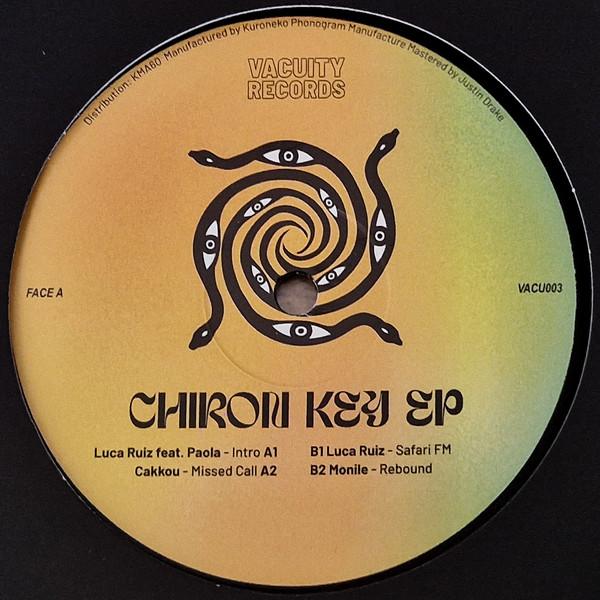 Distribution: KMA60 Manufactured by Kuroneko Phonogram Manufacture Mastered by Justin Drake
VACUITY
RECORDS
FACE A
VACU003
CHIRON KEY EP
Luca Ruiz feat. Paola - Intro A1
Cakkou - Missed Call A2
B1 Luca Ruiz - Safari FM
B2 Monile - Rebound